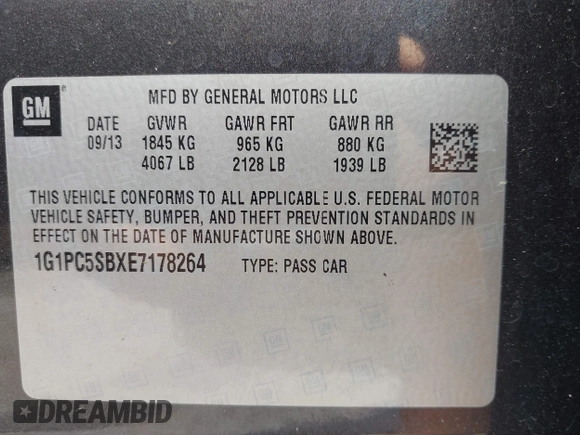 GM
MFD BY GENERAL MOTORS LLC
DATE GVWR GAWR FRT GAWR RR
09/13 1845 KG 965 KG 880 KG
4067 LB 2128 LB 1939 LB
THIS VEHICLE CONFORMS TO ALL APPLICABLE U.S. FEDERAL MOTOR
VEHICLE SAFETY, BUMPER, AND THEFT PREVENTION STANDARDS IN
EFFECT ON THE DATE OF MANUFACTURE SHOWN ABOVE.
1G1PC5SBXE7178264 TYPE: PASS CAR
DREAMBID